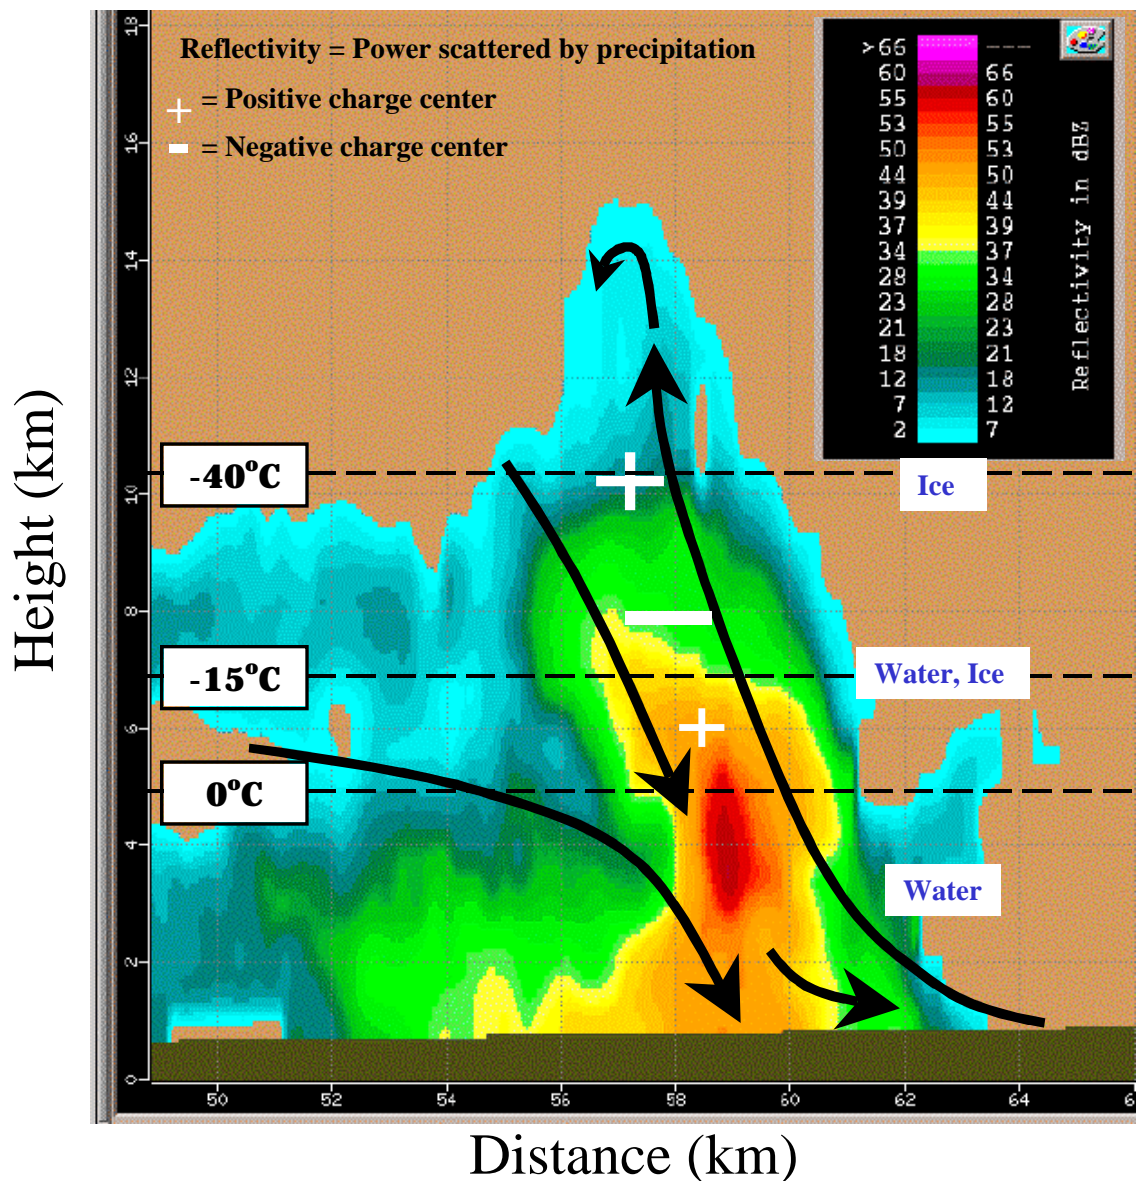 Reflectivity = Power scattered by precipitation
+ = Positive charge center
- = Negative charge center
>66 ---
60 66
55 60
53 55
50 53
44 50
39 44
37 39
34 37
28 34
23 28
21 23
18 21
12 18
7 12
2 7
Reflectivity in dBZ
18
16
14
12
10
8
6
4
2
0
Height (km)
-40°C
Ice
-15°C
Water, Ice
0°C
Water
50 52 54 56 58 60 62 64 6
Distance (km)